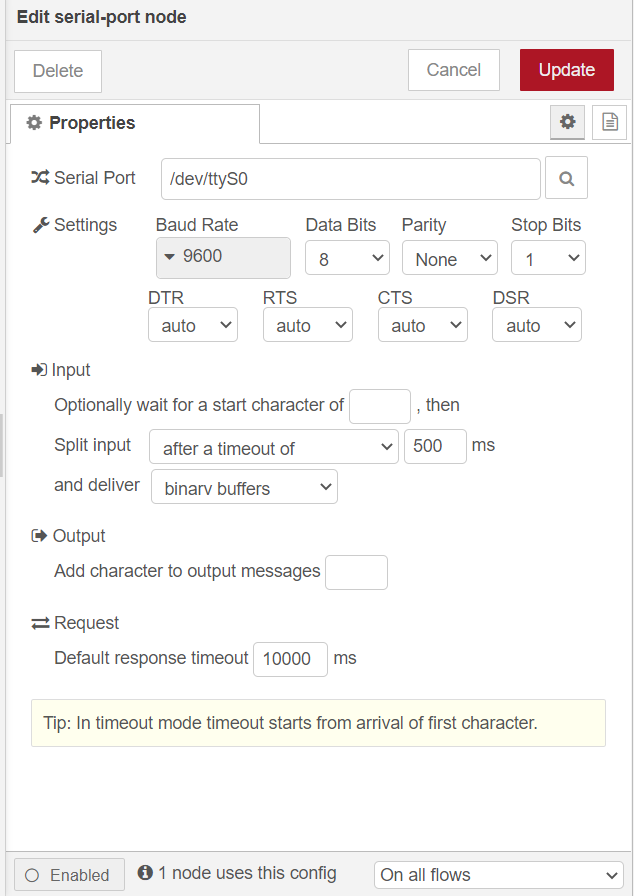 Edit serial-port node
Delete Cancel Update
Properties
Serial Port /dev/ttyS0
Settings Baud Rate Data Bits Parity Stop Bits
9600 8 None 1
DTR RTS CTS DSR
auto auto auto auto
Input
Optionally wait for a start character of , then
Split input after a timeout of 500 ms
and deliver binary buffers
Output
Add character to output messages
Request
Default response timeout 10000 ms
Tip: In timeout mode timeout starts from arrival of first character.
Enabled 1 node uses this config On all flows